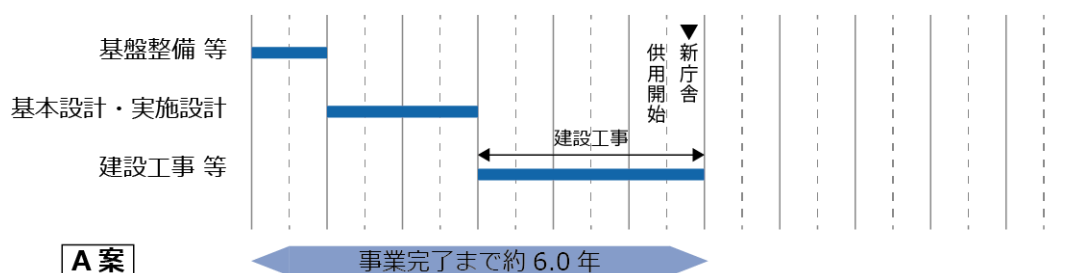 基盤整備 等
▼
新庁舎
供用開始
基本設計・実施設計
建設工事
建設工事 等
A 案
事業完了まで約 6.0 年